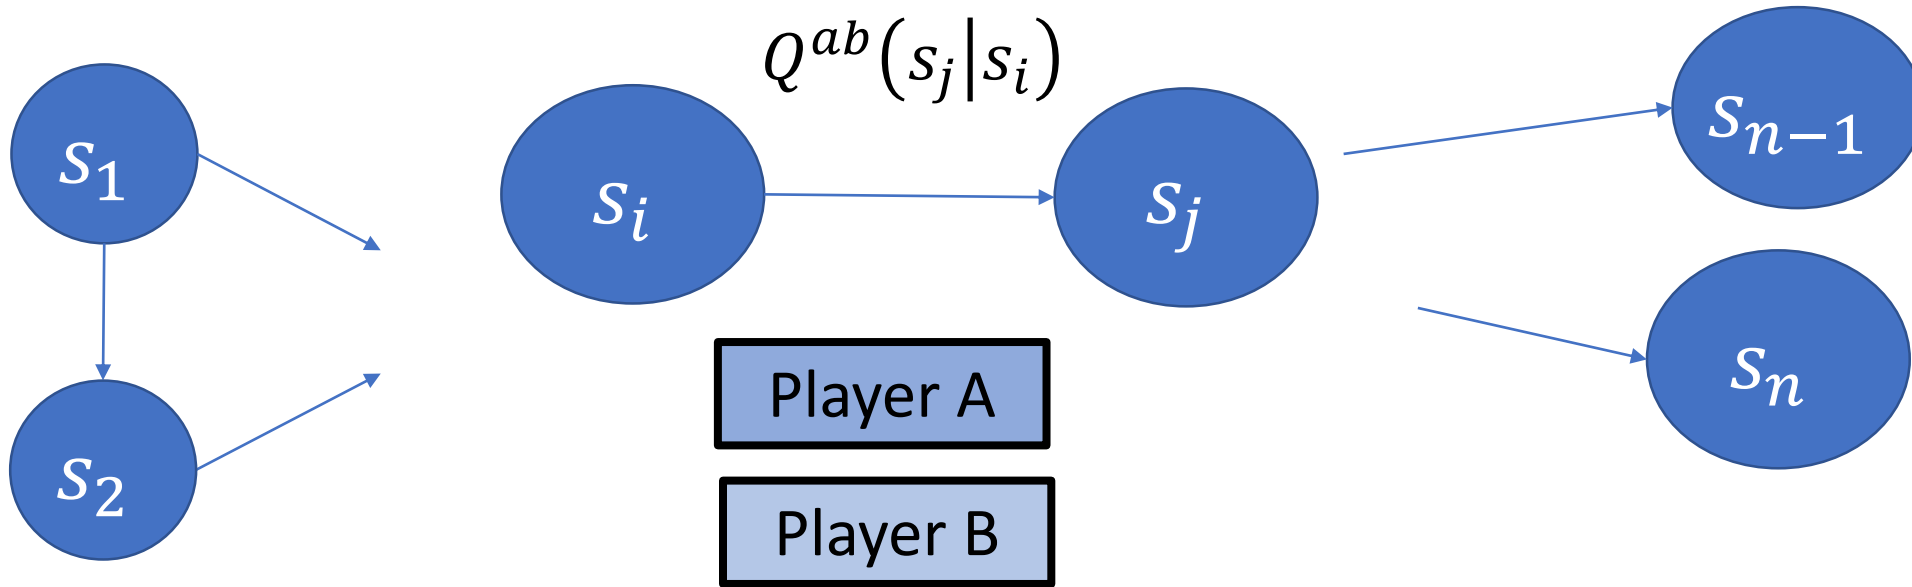 Q^{ab}(s_j|s_i)
s_1
s_i
s_j
s_{n-1}
s_2
s_n
Player A
Player B